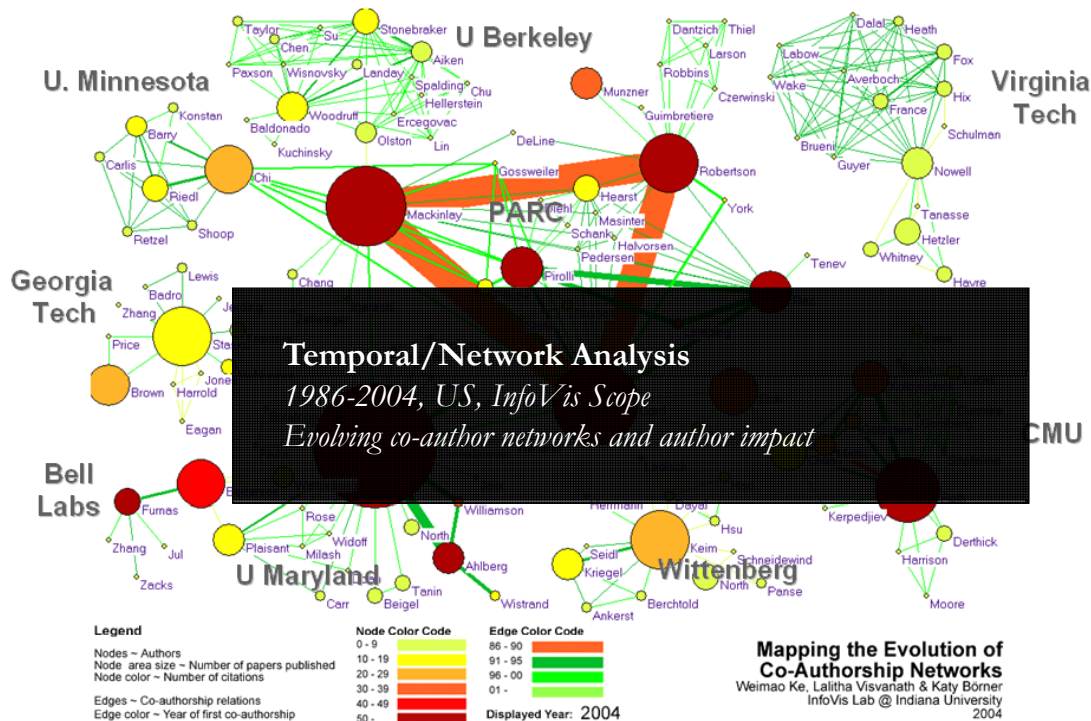 Taylor
Su
Stonebraker
U Berkeley
Dantzich
Thiel
Dalal
Heath
Chen
Aiken
Larson
Labow
Fox
U. Minnesota
Paxson
Wisnovsky
Landay
Spalding
Chu
Robbins
Wake
Averboch
Hix
Virginia
Tech
Hellerstein
Munzner
Czerwinski
France
Konstan
Woodruff
Ercegovac
Guimbretiere
Schulman
Barry
Baldonado
Olston
Lin
DeLine
Brueni
Kuchinsky
Guyer
Carlis
Chi
Gossweiler
Robertson
Nowell
Riedl
Mackinlay
PARC
Hearst
York
Retzel
Shoop
Masinter
Tanasse
Schank
Halvorsen
Hetzler
Pedersen
Whitney
Tenev
Georgia
Tech
Lewis
Chang
Pirolli
Havre
Badro
Zhang
Price
Brown
Harrold
Eagan
Temporal/Network Analysis
1986-2004, US, InfoVis Scope
Evolving co-author networks and author impact
CMU
Bell
Labs
Furnas
Zhang
Jul
Zacks
Rose
Williamson
Plaisant
Widoff
Milash
North
U Maryland
Ahlberg
Carr
Beigel
Tanin
Wistrand
Herrmann
Dayal
Hsu
Seidl
Keim
Kriegel
Schneidewind
Wittenberg
North
Panse
Ankerst
Berchtold
Kerpedjiev
Derthick
Harrison
Moore
Legend
Nodes ~ Authors
Node area size ~ Number of papers published
Node color ~ Number of citations
Edges ~ Co-authorship relations
Edge color ~ Year of first co-authorship
Node Color Code
0 - 9
10 - 19
20 - 29
30 - 39
40 - 49
50 -
Edge Color Code
86 - 90
91 - 95
96 - 00
01 -
Displayed Year: 2004
Mapping the Evolution of
Co-Authorship Networks
Weimao Ke, Lalitha Visvanath & Katy Börner
InfoVis Lab @ Indiana University
2004